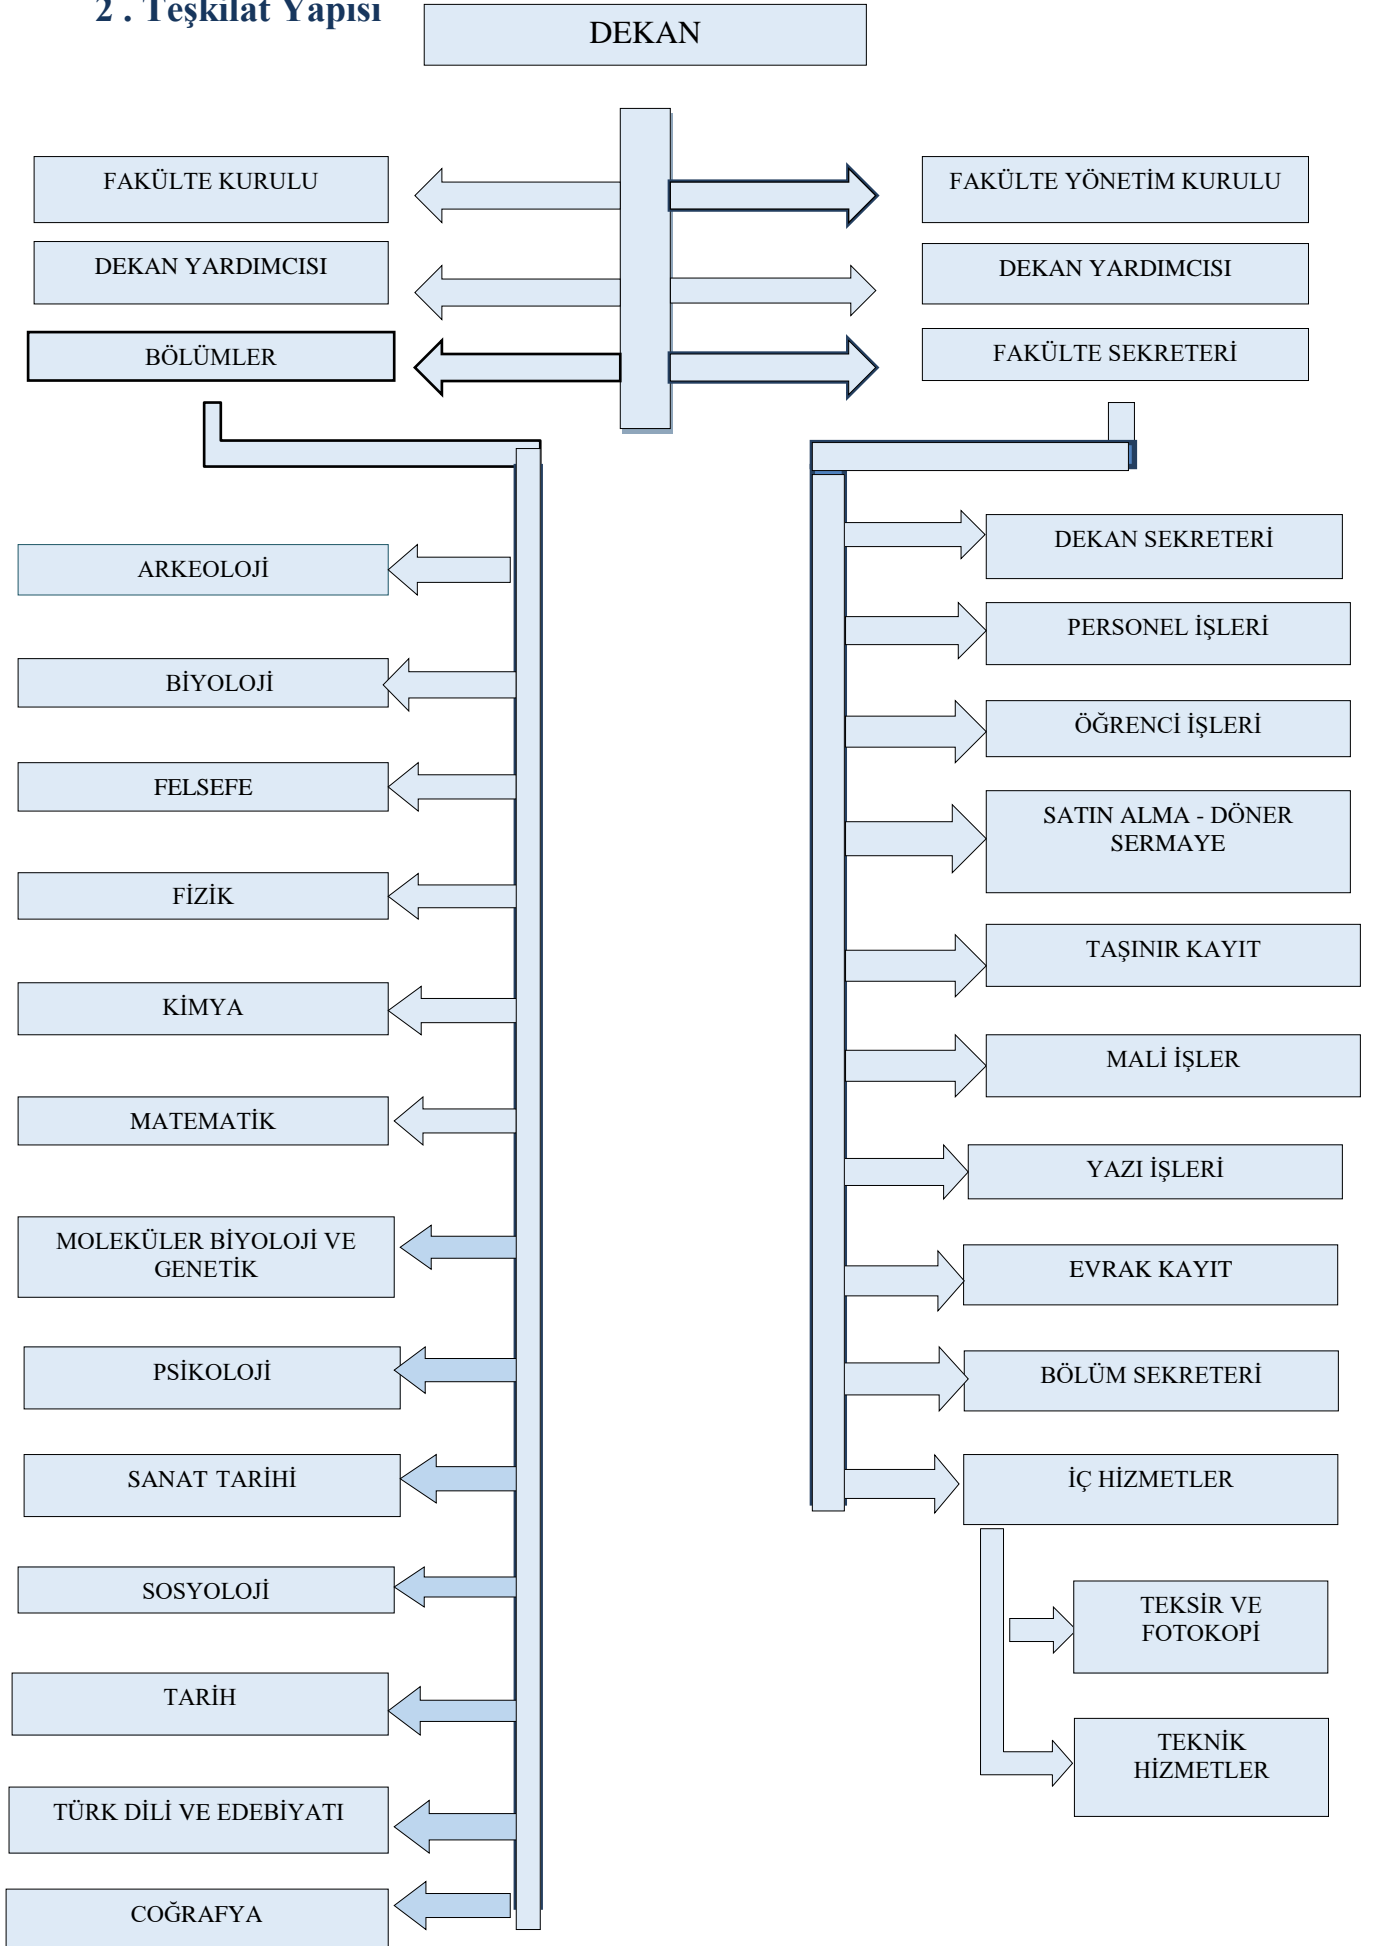 2 . Teşkilat Yapısı
DEKAN
FAKÜLTE KURULU
FAKÜLTE YÖNETİM KURULU
DEKAN YARDIMCISI
DEKAN YARDIMCISI
BÖLÜMLER
FAKÜLTE SEKRETERİ
ARKEOLOJİ
BİYOLOJİ
FELSEFE
FİZİK
KİMYA
MATEMATİK
MOLEKÜLER BİYOLOJİ VE
GENETİK
PSİKOLOJİ
SANAT TARİHİ
SOSYOLOJİ
TARİH
TÜRK DİLİ VE EDEBİYATI
COĞRAFYA
DEKAN SEKRETERİ
PERSONEL İŞLERİ
ÖĞRENCİ İŞLERİ
SATIN ALMA - DÖNER
SERMAYE
TAŞINIR KAYIT
MALİ İŞLER
YAZI İŞLERİ
EVRAK KAYIT
BÖLÜM SEKRETERİ
İÇ HİZMETLER
TEKSİR VE
FOTOKOPİ
TEKNİK
HİZMETLER